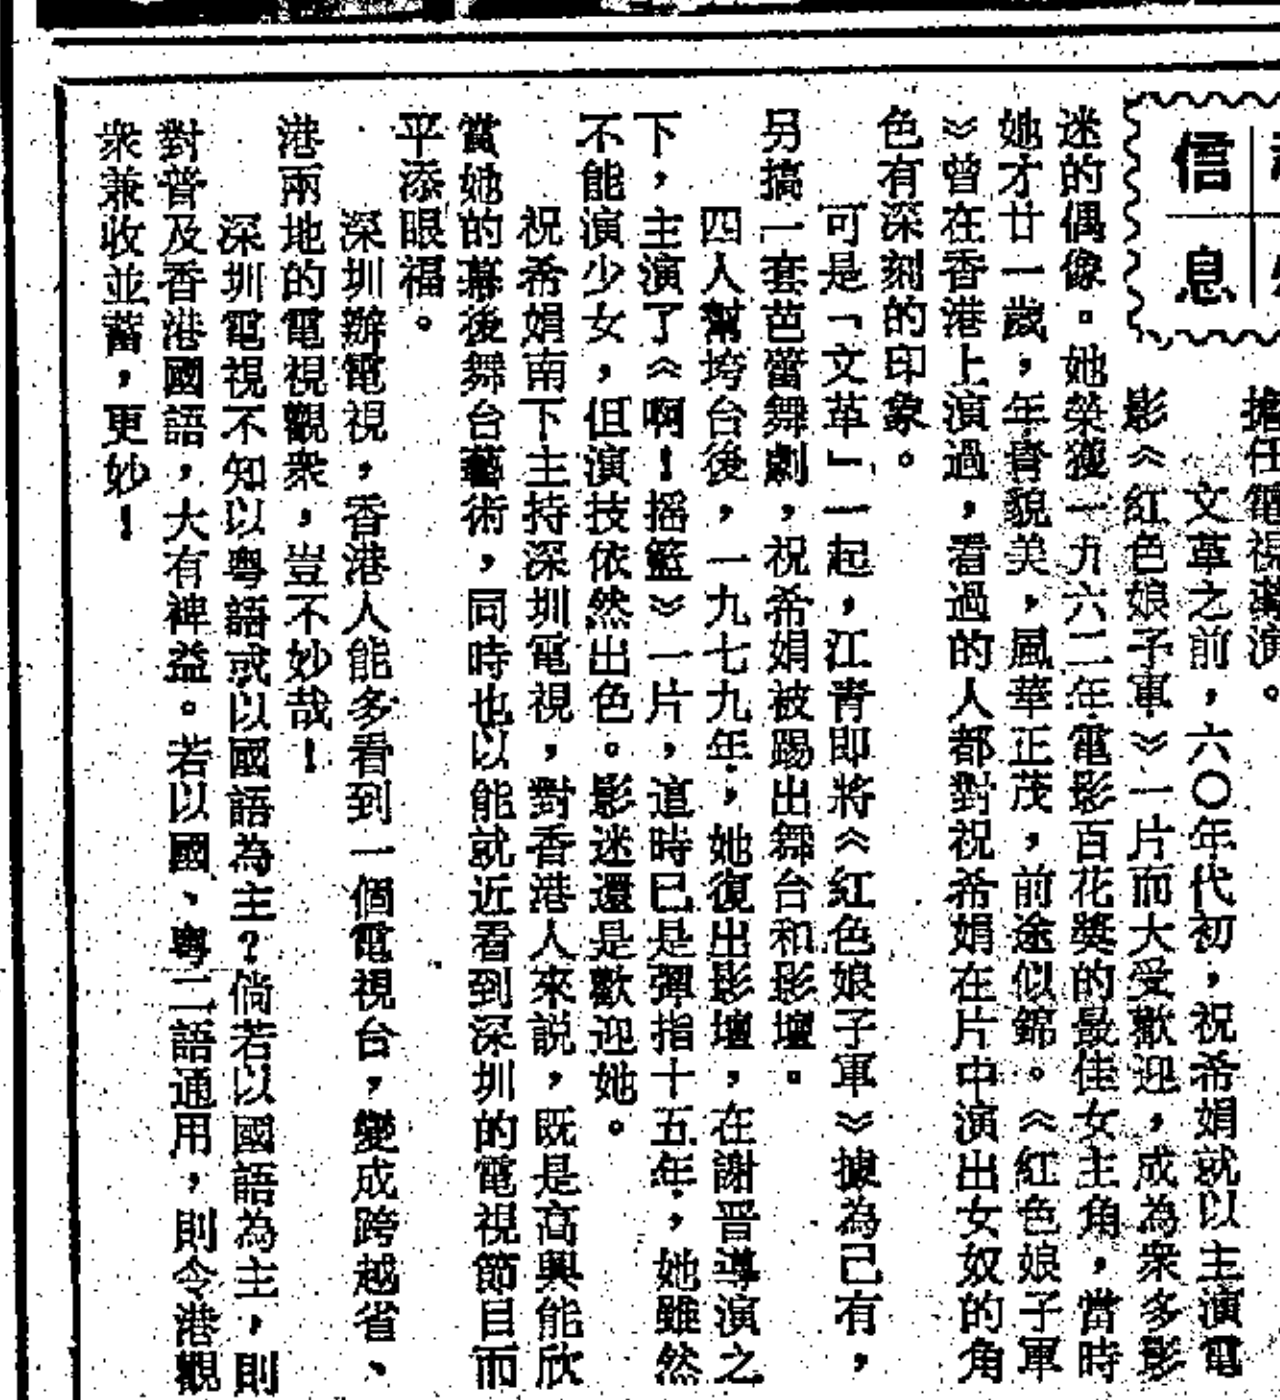 信
息
擔任電視藝演。
文革之前，六〇年代初，祝希娟就以主演電
影《紅色娘子軍》一片而大受歡迎，成為衆多影
迷的偶像。她榮獲一九六二年電影百花獎的最佳女主角，當時
她才廿一歲，年青貌美，風華正茂，前途似錦。《紅色娘子軍
》曾在香港上演過，看過的人都對祝希娟在片中演出女奴的角
色有深刻的印象。
可是「文革」一起，江青即將《紅色娘子軍》據為己有，
另搞一套芭蕾舞劇，祝希娟被踢出舞台和影壇。
四人幫垮台後，一九七九年，她復出影壇，在謝晋導演之
下，主演了《啊！摇籃》一片，這時已是彈指十五年，她雖然
不能演少女，但演技依然出色。影迷還是歡迎她。
祝希娟南下主持深圳電視，對香港人來説，既是高興能欣
賞她的幕後舞台藝術，同時也以能就近看到深圳的電視節目而
平添眼福。
深圳辦電視，香港人能多看到一個電視台，變成跨越省、
港兩地的電視觀衆，豈不妙哉！
深圳電視不知以粤語或以國語為主？倘若以國語為主，則
對普及香港國語，大有裨益。若以國、粤二語通用，則令港觀
衆兼收並蓄，更妙！